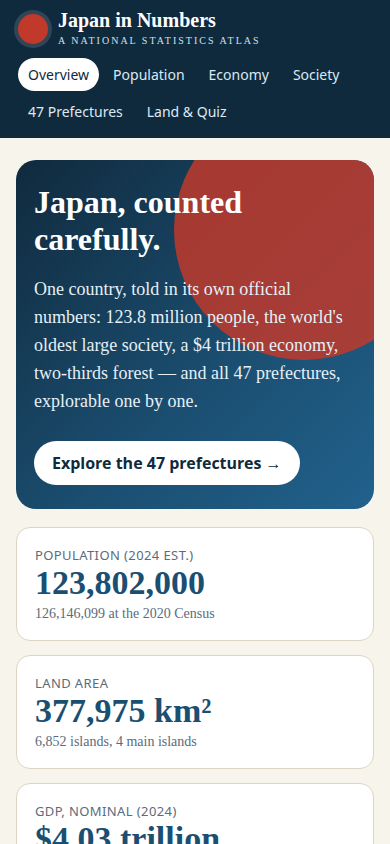 Japan in Numbers
A NATIONAL STATISTICS ATLAS
Overview Population Economy Society
47 Prefectures Land & Quiz
Japan, counted
carefully.
One country, told in its own official
numbers: 123.8 million people, the world's
oldest large society, a $4 trillion economy,
two-thirds forest — and all 47 prefectures,
explorable one by one.
Explore the 47 prefectures →
POPULATION (2024 EST.)
123,802,000
126,146,099 at the 2020 Census
LAND AREA
377,975 km²
6,852 islands, 4 main islands
GDP, NOMINAL (2024)
$4.03 trillion